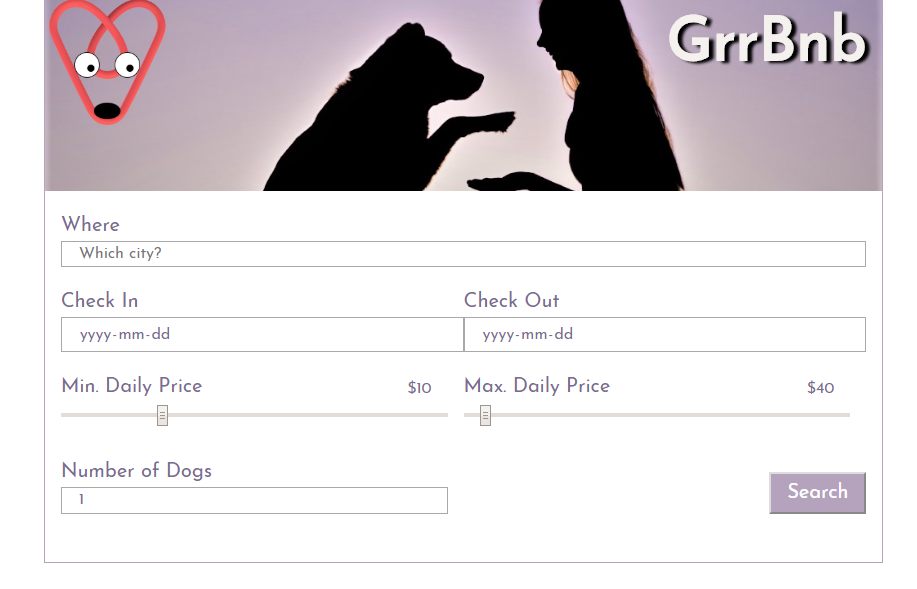 GrrBnb
Where
Which city?
Check In
Check Out
yyyy-mm-dd
yyyy-mm-dd
Min. Daily Price
$10
Max. Daily Price
$40
Number of Dogs
1
Search